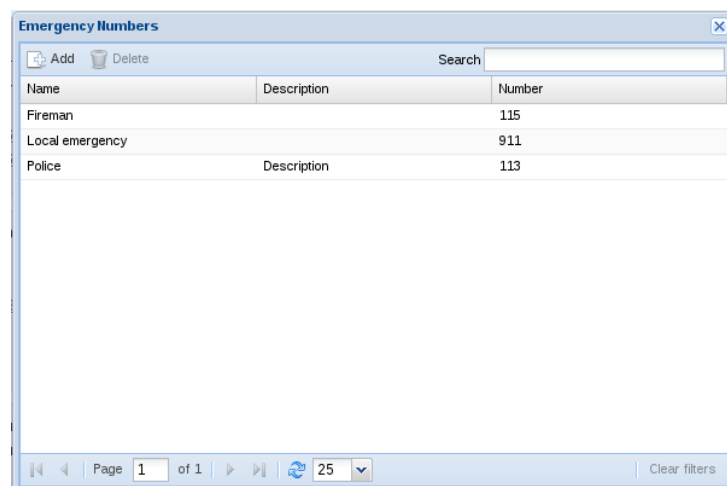 Emergency Numbers
Add Delete Search
Name Description Number
Fireman 115
Local emergency 911
Police Description 113
Page 1 of 1 25 Clear filters